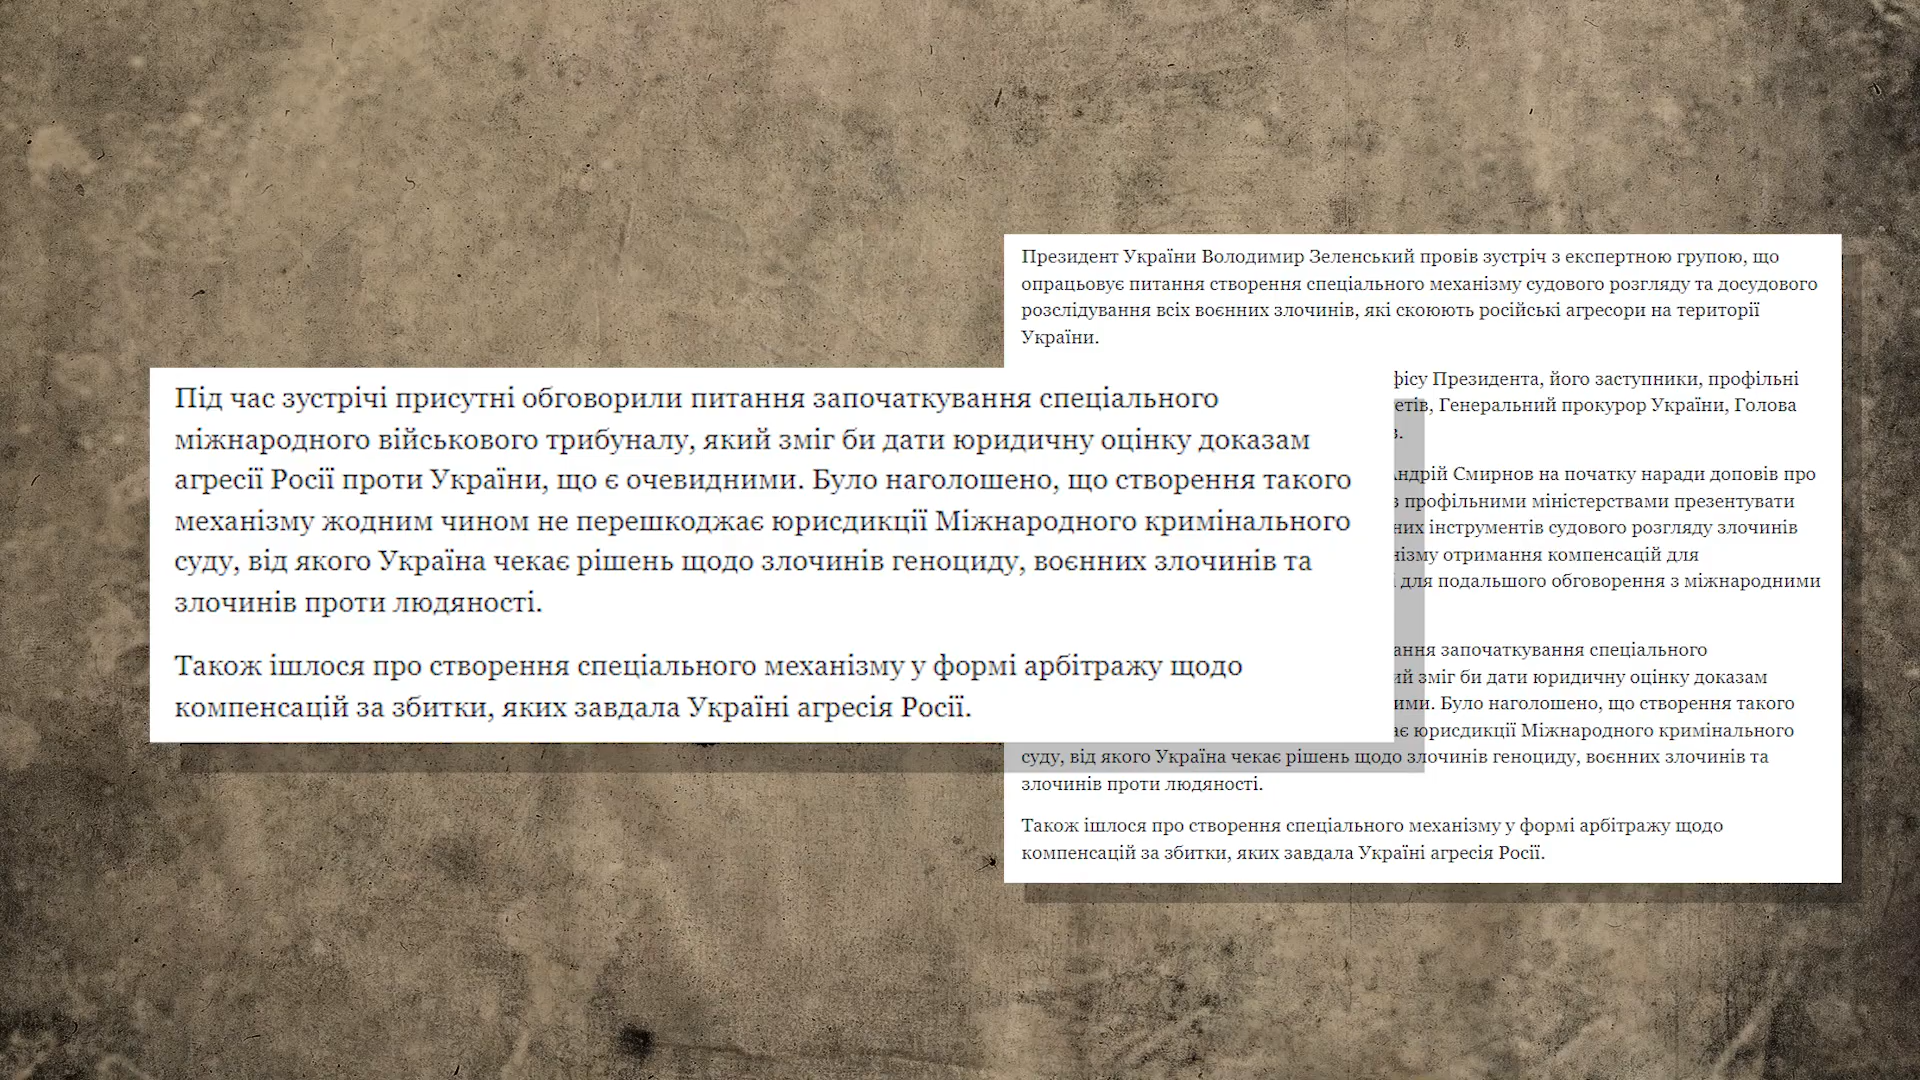 Під час зустрічі присутні обговорили питання започаткування спеціального
міжнародного військового трибуналу, який зміг би дати юридичну оцінку доказам
агресії Росії проти України, що є очевидними. Було наголошено, що створення такого
механізму жодним чином не перешкоджає юрисдикції Міжнародного кримінального
суду, від якого Україна чекає рішень щодо злочинів геноциду, воєнних злочинів та
злочинів проти людяності.
Також ішлося про створення спеціального механізму у формі арбітражу щодо
компенсацій за збитки, яких завдала Україні агресія Росії.
Президент України Володимир Зеленський провів зустріч з експертною групою, що
опрацьовує питання створення спеціального механізму судового розгляду та досудового
розслідування всіх воєнних злочинів, які скоюють російські агресори на території
України.
фісу Президента, його заступники, профільні
етів, Генеральний прокурор України, Голова
в.
Андрій Смирнов на початку наради доповів про
з профільними міністерствами презентувати
них інструментів судового розгляду злочинів
нізму отримання компенсацій для
і для подальшого обговорення з міжнародними
ання започаткування спеціального
ий зміг би дати юридичну оцінку доказам
ими. Було наголошено, що створення такого
ає юрисдикції Міжнародного кримінального
суду, від якого Україна чекає рішень щодо злочинів геноциду, воєнних злочинів та
злочинів проти людяності.
Також ішлося про створення спеціального механізму у формі арбітражу щодо
компенсацій за збитки, яких завдала Україні агресія Росії.